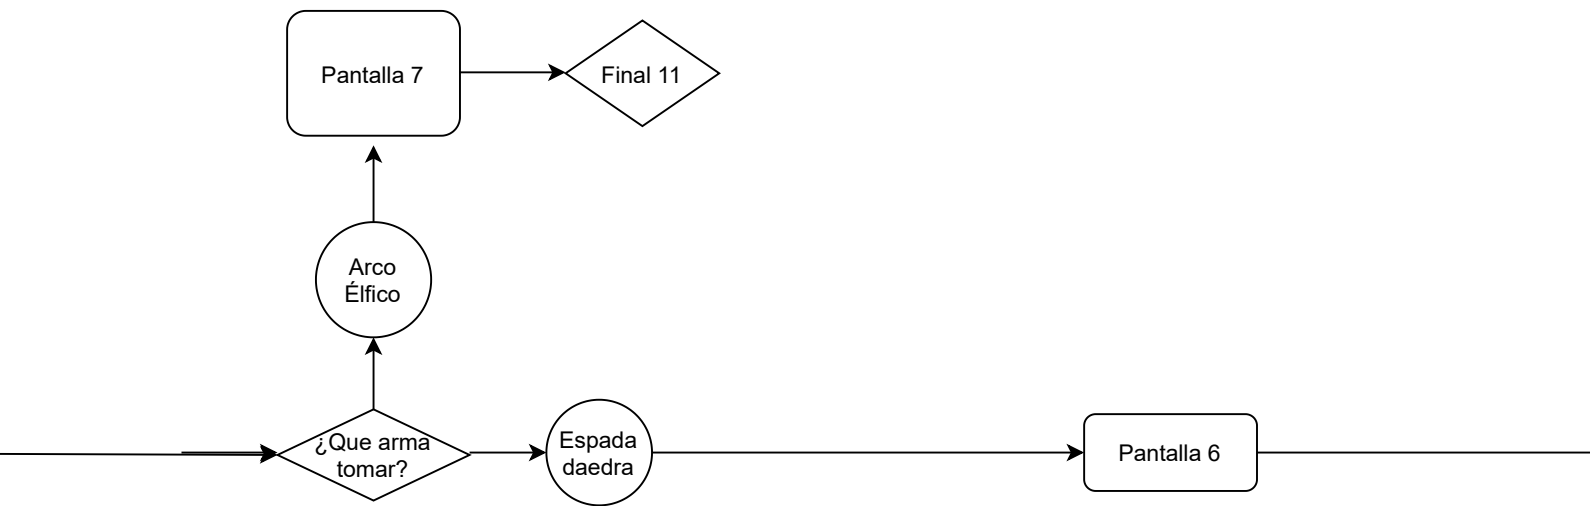 Pantalla 7
Final 11
Arco
Élfico
¿Que arma
tomar?
Espada
daedra
Pantalla 6